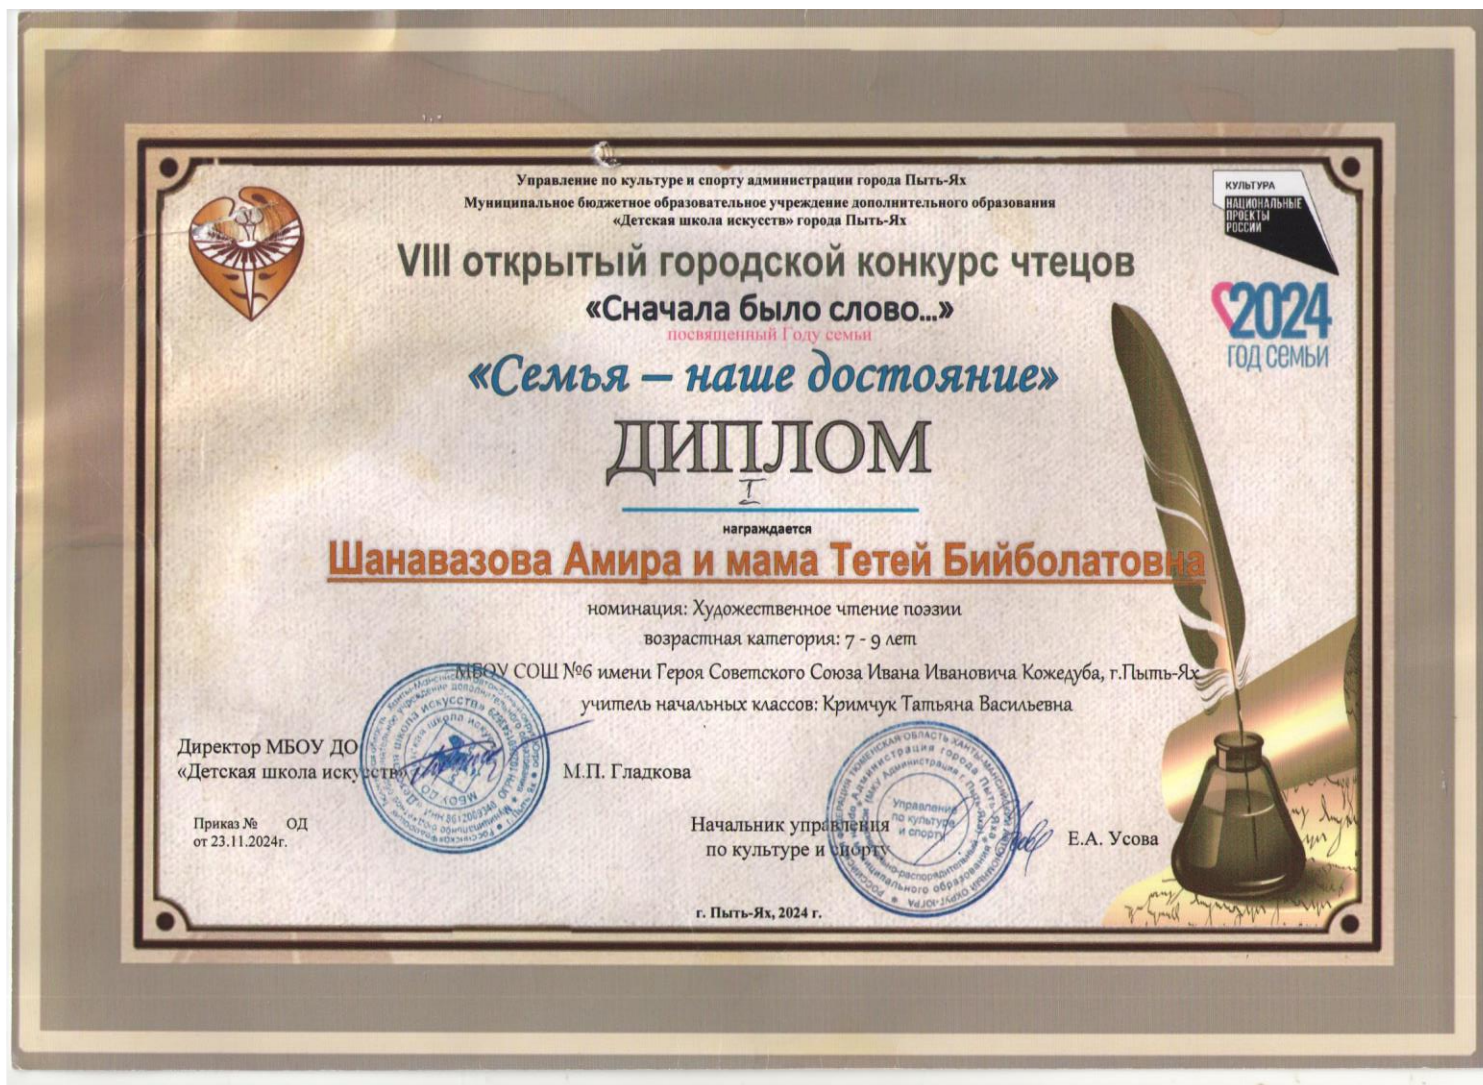 Управление по культуре и спорту администрации города Пыть-Ях
Муниципальное бюджетное образовательное учреждение дополнительного образования
«Детская школа искусств» города Пыть-Ях
КУЛЬТУРА
НАЦИОНАЛЬНЫЕ
ПРОЕКТЫ
РОССИИ
VIII открытый городской конкурс чтецов
«Сначала было слово...»
посвященный Году семьи
2024
ГОД СЕМЬИ
«Семья – наше достояние»
ДИПЛОМ
I
награждается
Шанавазова Амира и мама Тетей Бийболатовна
номинация: Художественное чтение поэзии
возрастная категория: 7 - 9 лет
МБОУ СОШ №6 имени Героя Советского Союза Ивана Ивановича Кожедуба, г.Пыть-Ях
учитель начальных классов: Кримчук Татьяна Васильевна
Директор МБОУ ДО
«Детская школа искусств»
М.П. Гладкова
Приказ № ОД
от 23.11.2024г.
Начальник управления
по культуре и спорту
Е.А. Усова
Управление
по культуре
и спорту
г. Пыть-Ях, 2024 г.